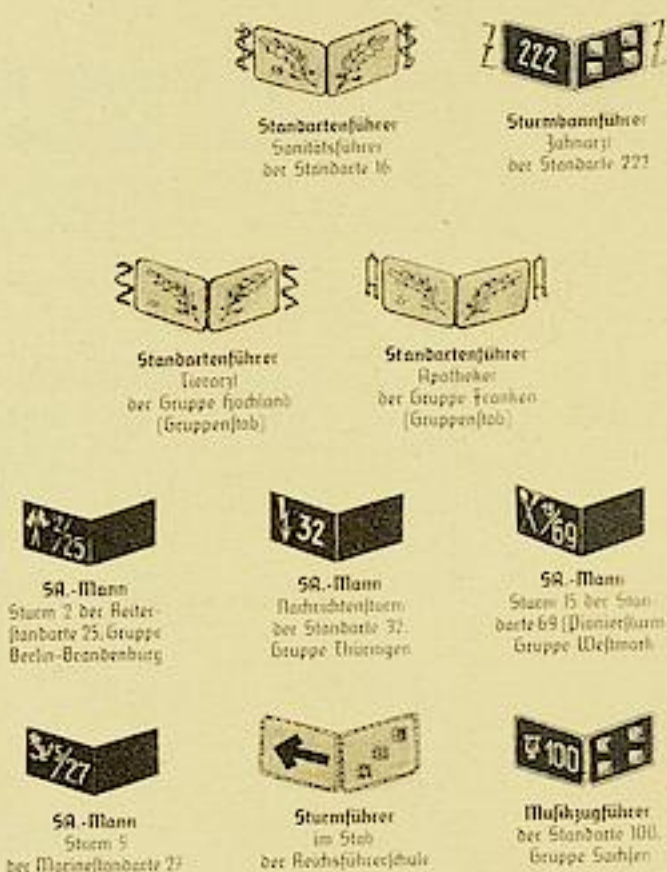 222
Standartenführer
Sanitätsführer
der Standarte 16
Sturmbannführer
Zahnarzt
der Standarte 222
Standartenführer
Tierarzt
der Gruppe Hochland
(Gruppenstab)
Standartenführer
Apotheker
der Gruppe Franken
(Gruppenstab)
2/25
SA.-Mann
Sturm 2 der Reiter-
standarte 25, Gruppe
Berlin-Brandenburg
32
SA.-Mann
Nachrichtensturm
der Standarte 32,
Gruppe Thüringen
/69
SA.-Mann
Sturm 15 der Stan-
darte 69 (Pioniersturm
Gruppe Westmark
5/27
SA.-Mann
Sturm 5
der Marinestandarte 27
Sturmführer
im Stab
der Reichsführerschule
100
Musikzugführer
der Standarte 100,
Gruppe Sachsen